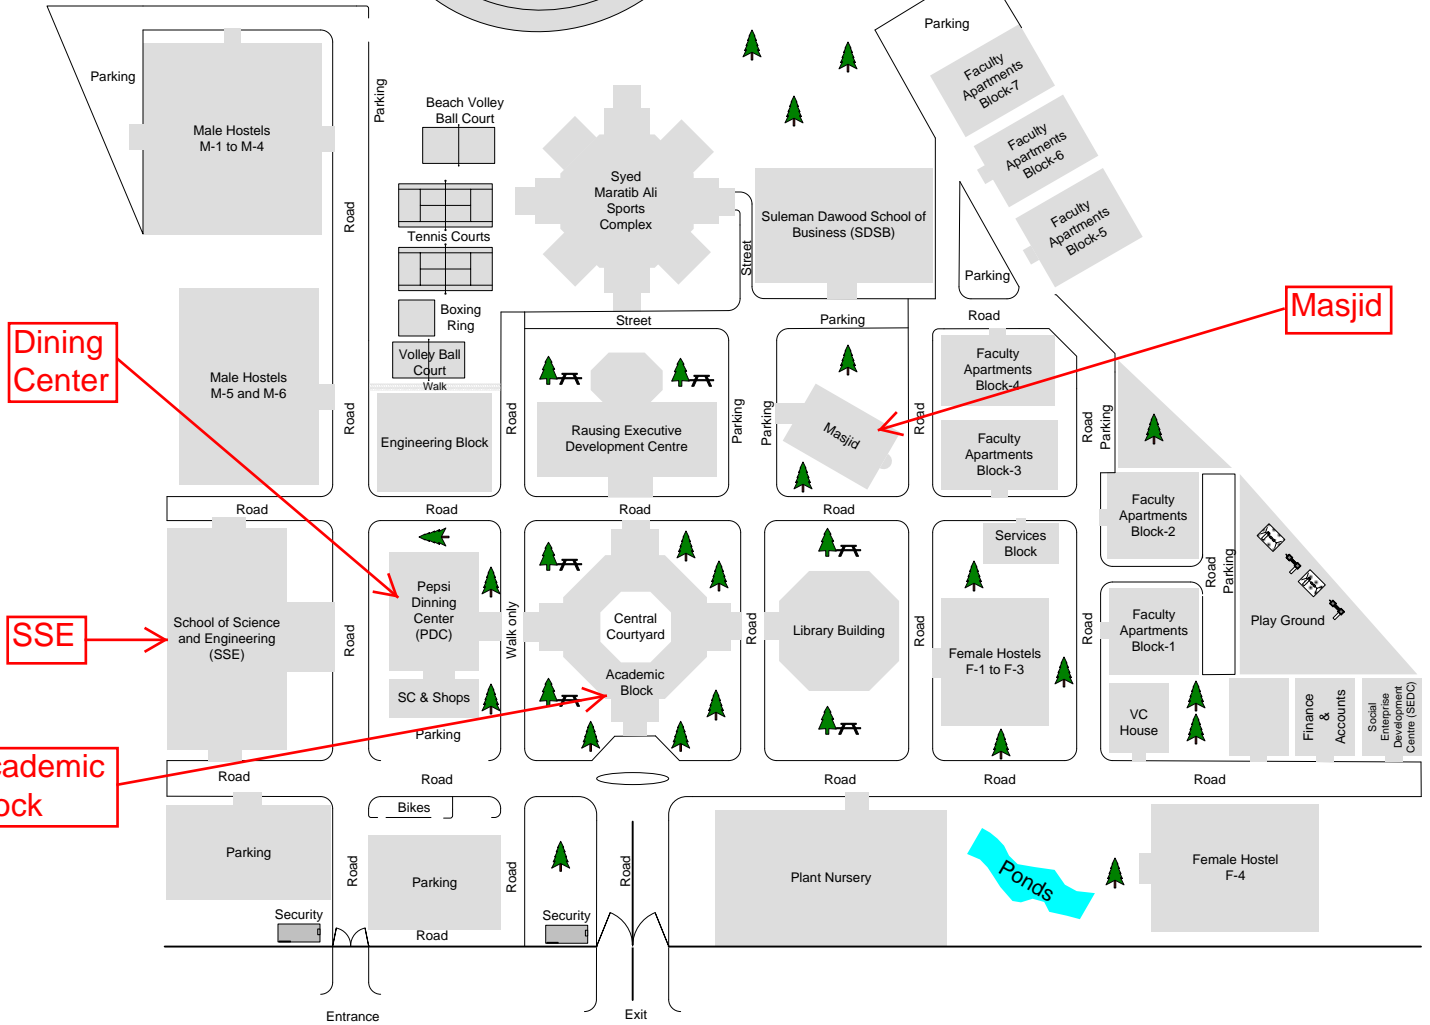 Parking
Faculty
Apartments
Block-7
Parking
Parking
Beach Volley
Ball Court
Male Hostels
M-1 to M-4
Faculty
Apartments
Block-6
Syed
Maratib Ali
Sports
Complex
Suleman Dawood School of
Business (SDSB)
Faculty
Apartments
Block-5
Road
Tennis Courts
Street
Parking
Masjid
Boxing
Ring
Street
Parking
Road
Dining
Center
Volley Ball
Court
Walk
Male Hostels
M-5 and M-6
Faculty
Apartments
Block-4
Road
Engineering Block
Road
Rausing Executive
Development Centre
Parking
Parking
Masjid
Road
Faculty
Apartments
Block-3
Road
Parking
Road
Road
Road
Road
Faculty
Apartments
Block-2
Services
Block
Road
Parking
SSE
School of Science
and Engineering
(SSE)
Road
Pepsi
Dinning
Center
(PDC)
Walk only
Central
Courtyard
Road
Library Building
Road
Female Hostels
F-1 to F-3
Road
Faculty
Apartments
Block-1
Play Ground
SC & Shops
Academic
Block
Parking
VC
House
Finance
&
Accounts
Social
Enterprise
Development
Centre (SEDC)
Road
Road
Road
Road
Road
Bikes
Parking
Road
Parking
Road
Road
Plant Nursery
Ponds
Female Hostel
F-4
Security
Security
Road
Entrance
Exit